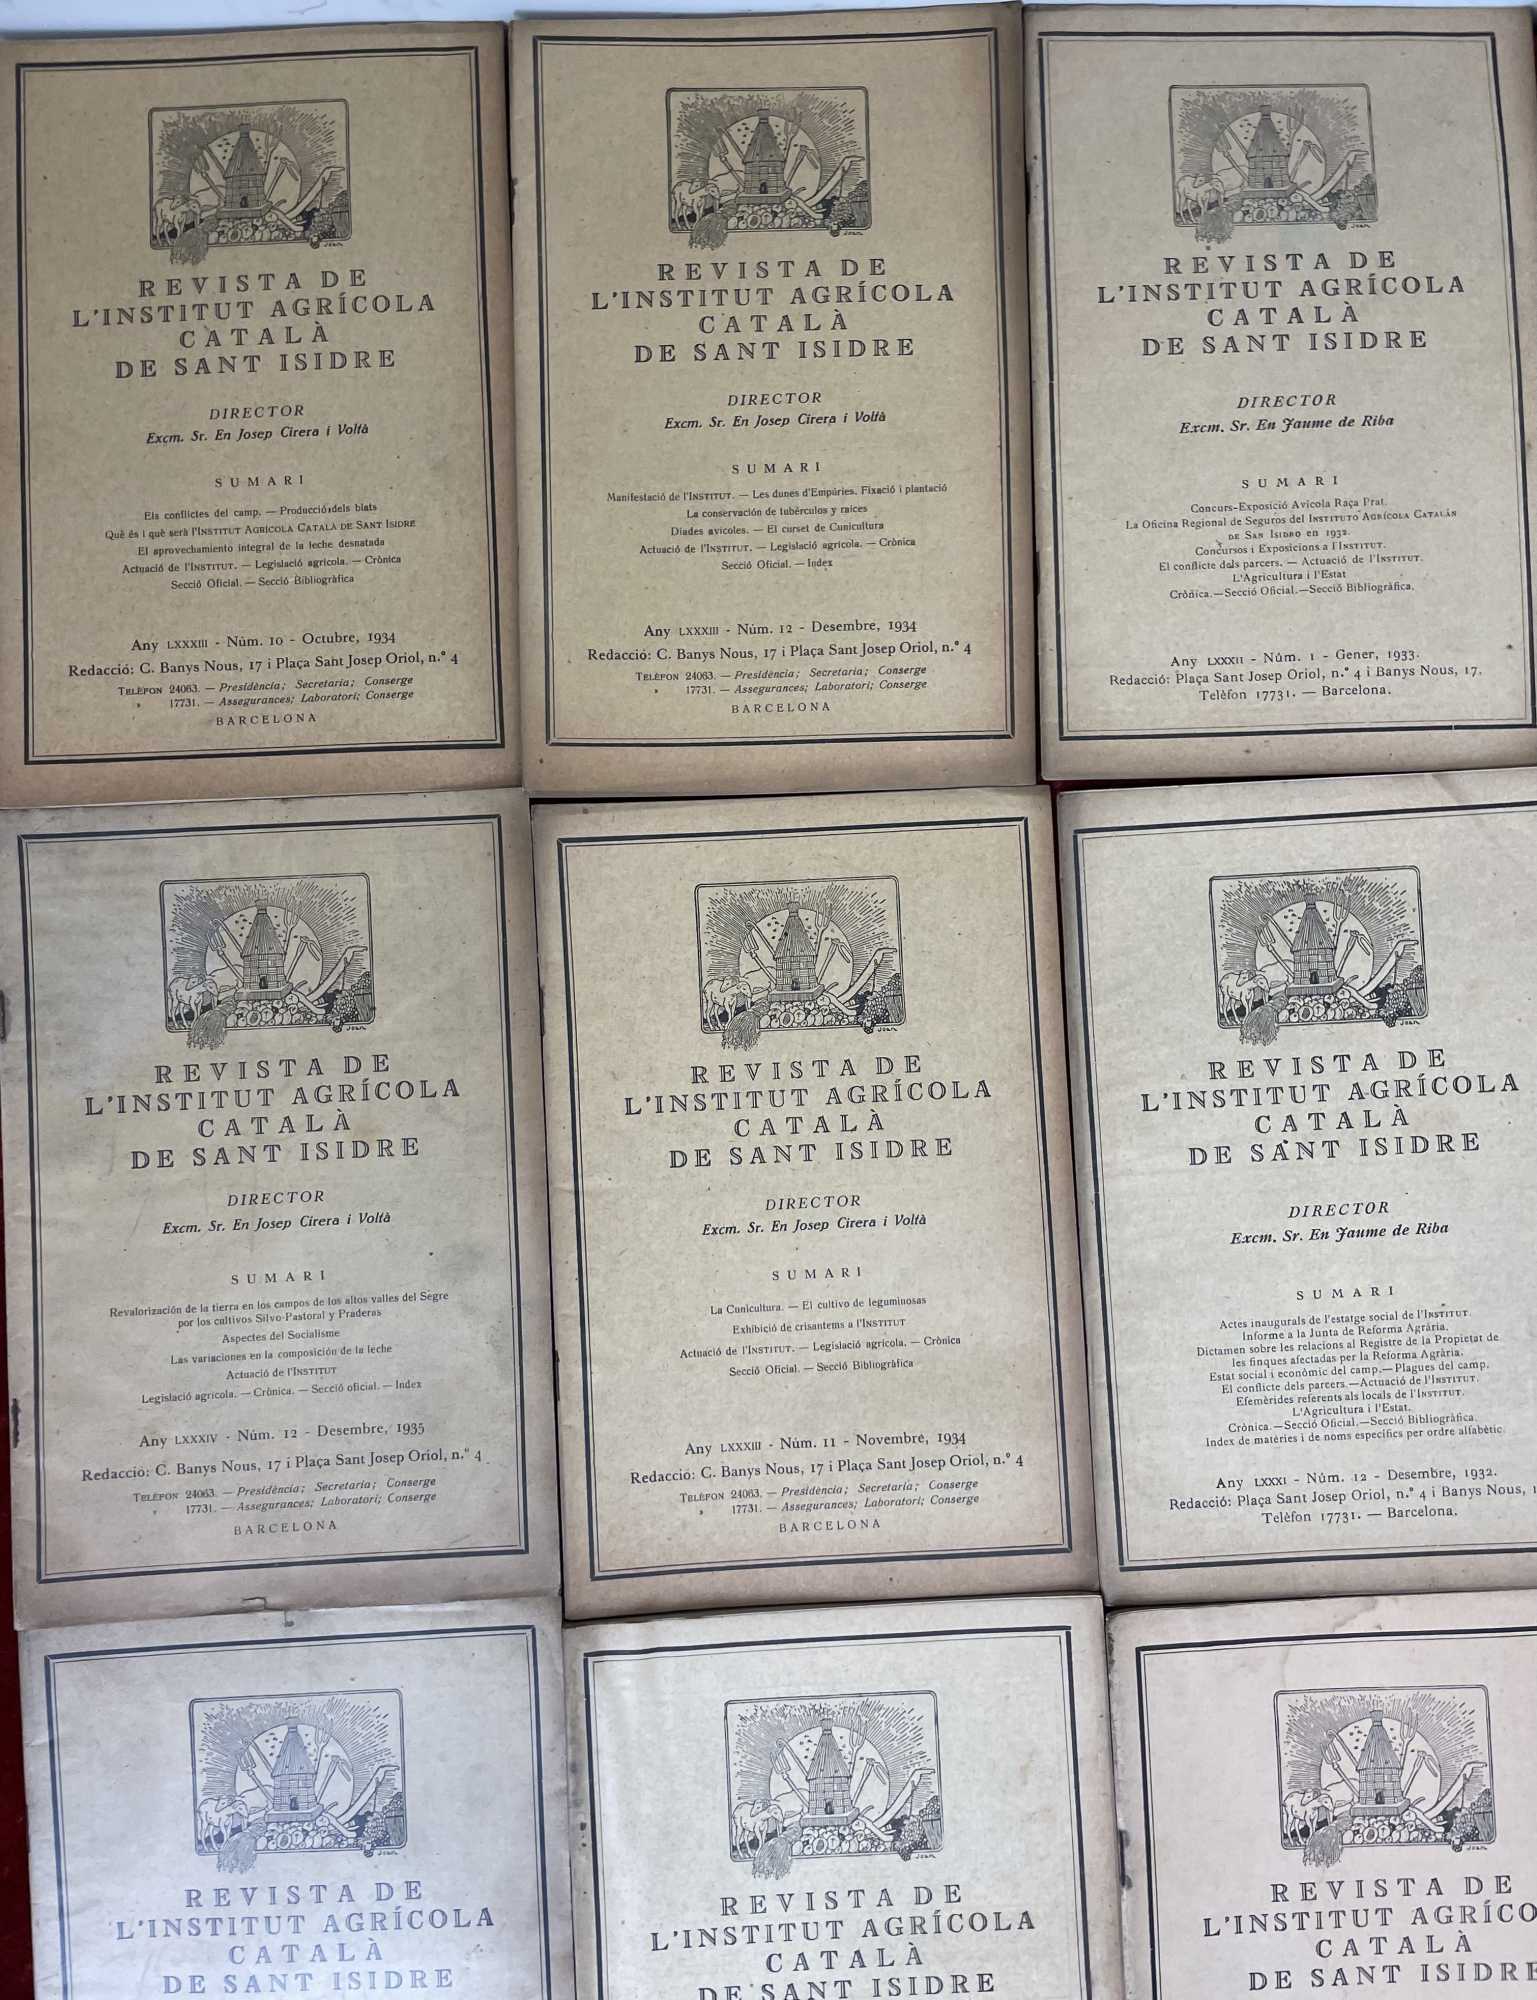 Joan
REVISTA DE
L'INSTITUT AGRÍCOLA
CATALÀ
DE SANT ISIDRE
DIRECTOR
Excm. Sr. En Josep Cirera i Voltà
SUMARI
Els conflictes del camp. — Producció dels blats
Què és i què serà l'INSTITUT AGRÍCOLA CATALÀ DE SANT ISIDRE
El aprovechamiento integral de la leche desnatada
Actuació de l'INSTITUT. — Legislació agrícola. — Crònica
Secció Oficial. — Secció Bibliogràfica
Any LXXXIII - Núm. 10 - Octubre, 1934
Redacció: C. Banys Nous, 17 i Plaça Sant Josep Oriol, n.º 4
TELÈFON 24063. — Presidència; Secretaria; Conserge
» 17731. — Assegurances; Laboratori; Conserge
BARCELONA
Joan
REVISTA DE
L'INSTITUT AGRÍCOLA
CATALÀ
DE SANT ISIDRE
DIRECTOR
Excm. Sr. En Josep Cirera i Voltà
SUMARI
Manifestació de l'INSTITUT. — Les dunes d'Empúries. Fixació i plantació
La conservación de tubérculos y raíces
Diades avícoles. — El curset de Cunicultura
Actuació de l'INSTITUT. — Legislació agrícola. — Crònica
Secció Oficial. — Index
Any LXXXIII - Núm. 12 - Desembre, 1934
Redacció: C. Banys Nous, 17 i Plaça Sant Josep Oriol, n.º 4
TELÈFON 24063. — Presidència; Secretaria; Conserge
» 17731. — Assegurances; Laboratori; Conserge
BARCELONA
Joan
REVISTA DE
L'INSTITUT AGRÍCOLA
CATALÀ
DE SANT ISIDRE
DIRECTOR
Excm. Sr. En Jaume de Riba
SUMARI
Concurs-Exposició Avícola Raça Prat.
La Oficina Regional de Seguros del INSTITUTO AGRÍCOLA CATALÁN
DE SAN ISIDRO en 1932.
Concursos i Exposicions a l'INSTITUT.
El conflicte dels parcers. — Actuació de l'INSTITUT.
L'Agricultura i l'Estat
Crònica.—Secció Oficial.—Secció Bibliogràfica.
Any LXXXII - Núm. 1 - Gener, 1933.
Redacció: Plaça Sant Josep Oriol, n.º 4 i Banys Nous, 17.
Telèfon 17731. — Barcelona.
Joan
REVISTA DE
L'INSTITUT AGRÍCOLA
CATALÀ
DE SANT ISIDRE
DIRECTOR
Excm. Sr. En Josep Cirera i Voltà
SUMARI
Revalorización de la tierra en los campos de los altos valles del Segre
por los cultivos Silvo-Pastoral y Praderas
Aspectes del Socialisme
Las variaciones en la composición de la leche
Actuació de l'INSTITUT
Legislació agrícola. — Crònica. — Secció oficial. — Index
Any LXXXIV - Núm. 12 - Desembre, 1935
Redacció: C. Banys Nous, 17 i Plaça Sant Josep Oriol, n.º 4
TELÈFON 24063. — Presidència; Secretaria; Conserge
» 17731. — Assegurances; Laboratori; Conserge
BARCELONA
Joan
REVISTA DE
L'INSTITUT AGRÍCOLA
CATALÀ
DE SANT ISIDRE
DIRECTOR
Excm. Sr. En Josep Cirera i Voltà
SUMARI
La Cunicultura. — El cultivo de leguminosas
Exhibició de crisantems a l'INSTITUT
Actuació de l'INSTITUT. — Legislació agrícola. — Crònica
Secció Oficial. — Secció Bibliogràfica
Any LXXXIII - Núm. 11 - Novembre, 1934
Redacció: C. Banys Nous, 17 i Plaça Sant Josep Oriol, n.º 4
TELÈFON 24063. — Presidència; Secretaria; Conserge
» 17731. — Assegurances; Laboratori; Conserge
BARCELONA
Joan
REVISTA DE
L'INSTITUT AGRÍCOLA
CATALÀ
DE SANT ISIDRE
DIRECTOR
Excm. Sr. En Jaume de Riba
SUMARI
Actes inaugurals de l'estatge social de l'INSTITUT.
Informe a la Junta de Reforma Agrària.
Dictamen sobre les relacions al Registre de la Propietat de
les finques afectadas per la Reforma Agrària.
Estat social i econòmic del camp.—Plagues del camp.
El conflicte dels parcers.—Actuació de l'INSTITUT.
Efemèrides referents als locals de l'INSTITUT.
L'Agricultura i l'Estat.
Crònica.—Secció Oficial.—Secció Bibliogràfica.
Index de matèries i de noms específics per ordre alfabètic.
Any LXXXI - Núm. 12 - Desembre, 1932.
Redacció: Plaça Sant Josep Oriol, n.º 4 i Banys Nous, 1
Telèfon 17731. — Barcelona.
Joan
REVISTA DE
L'INSTITUT AGRÍCOLA
CATALÀ
DE SANT ISIDRE
Joan
REVISTA DE
L'INSTITUT AGRÍCOLA
CATALÀ
DE SANT ISIDRE
Joan
REVISTA DE
L'INSTITUT AGRÍCO
CATALÀ
DE SANT ISIDRE